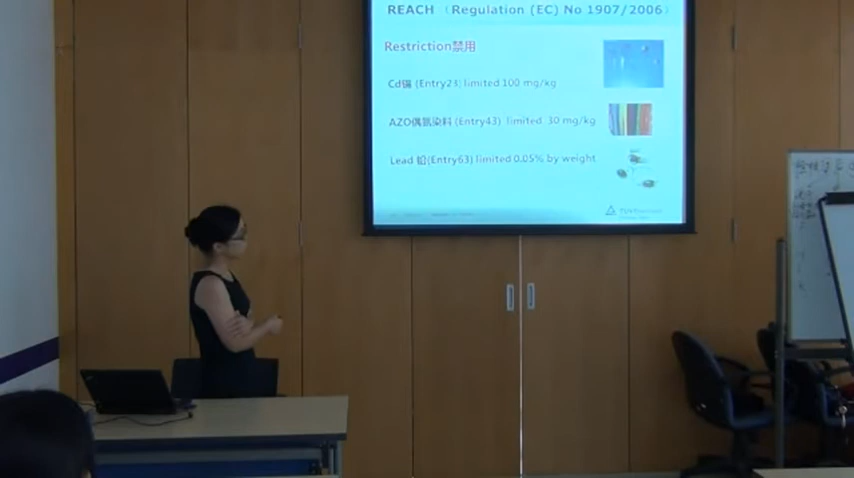 REACH （Regulation (EC) No 1907/2006）
Restriction禁用
Cd镉 (Entry23) limited 100 mg/kg
AZO偶氮染料 (Entry43) limited 30 mg/kg
Lead 铅(Entry63) limited 0.05% by weight